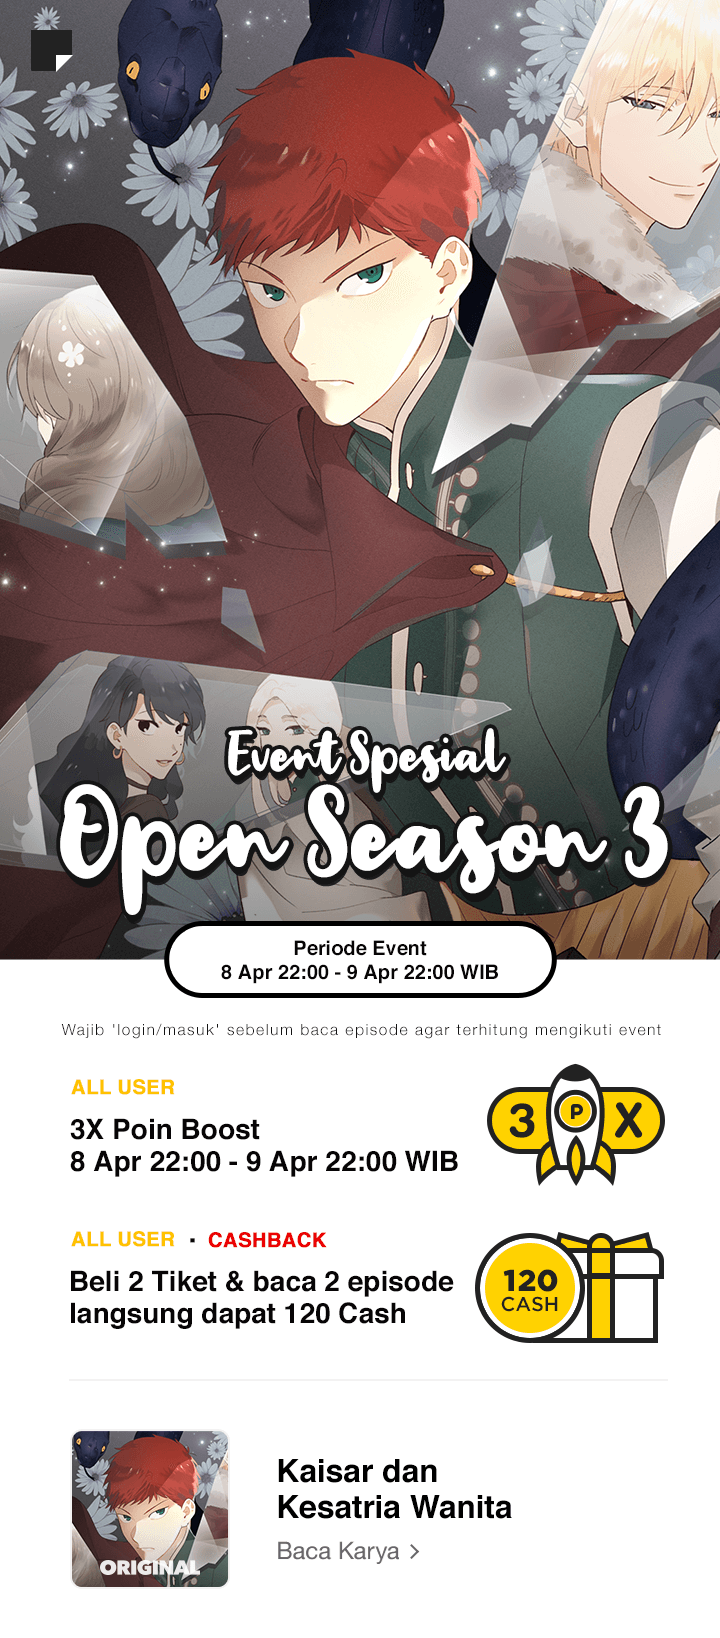 Event Spesial
Open Season 3
Periode Event
8 Apr 22:00 - 9 Apr 22:00 WIB
Wajib 'login/masuk' sebelum baca episode agar terhitung mengikuti event
ALL USER
3X Poin Boost
8 Apr 22:00 - 9 Apr 22:00 WIB
3 P X
ALL USER · CASHBACK
Beli 2 Tiket & baca 2 episode
langsung dapat 120 Cash
120
CASH
ORIGINAL
Kaisar dan
Kesatria Wanita
Baca Karya >